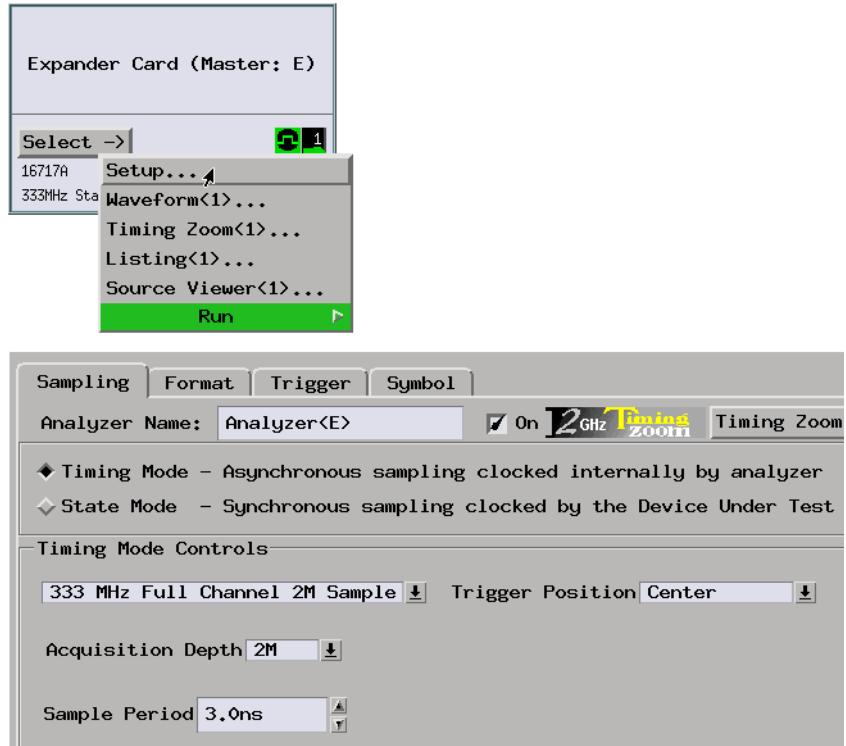 Expander Card (Master: E)
Select ->
1
16717A
333MHz Sta
Setup...
Waveform<1>...
Timing Zoom<1>...
Listing<1>...
Source Viewer<1>...
Run
Sampling Format Trigger Symbol
Analyzer Name: Analyzer<E> On 2GHz Timing zoom Timing Zoom
Timing Mode - Asynchronous sampling clocked internally by analyzer
State Mode - Synchronous sampling clocked by the Device Under Test
Timing Mode Controls
333 MHz Full Channel 2M Sample Trigger Position Center
Acquisition Depth 2M
Sample Period 3.0ns